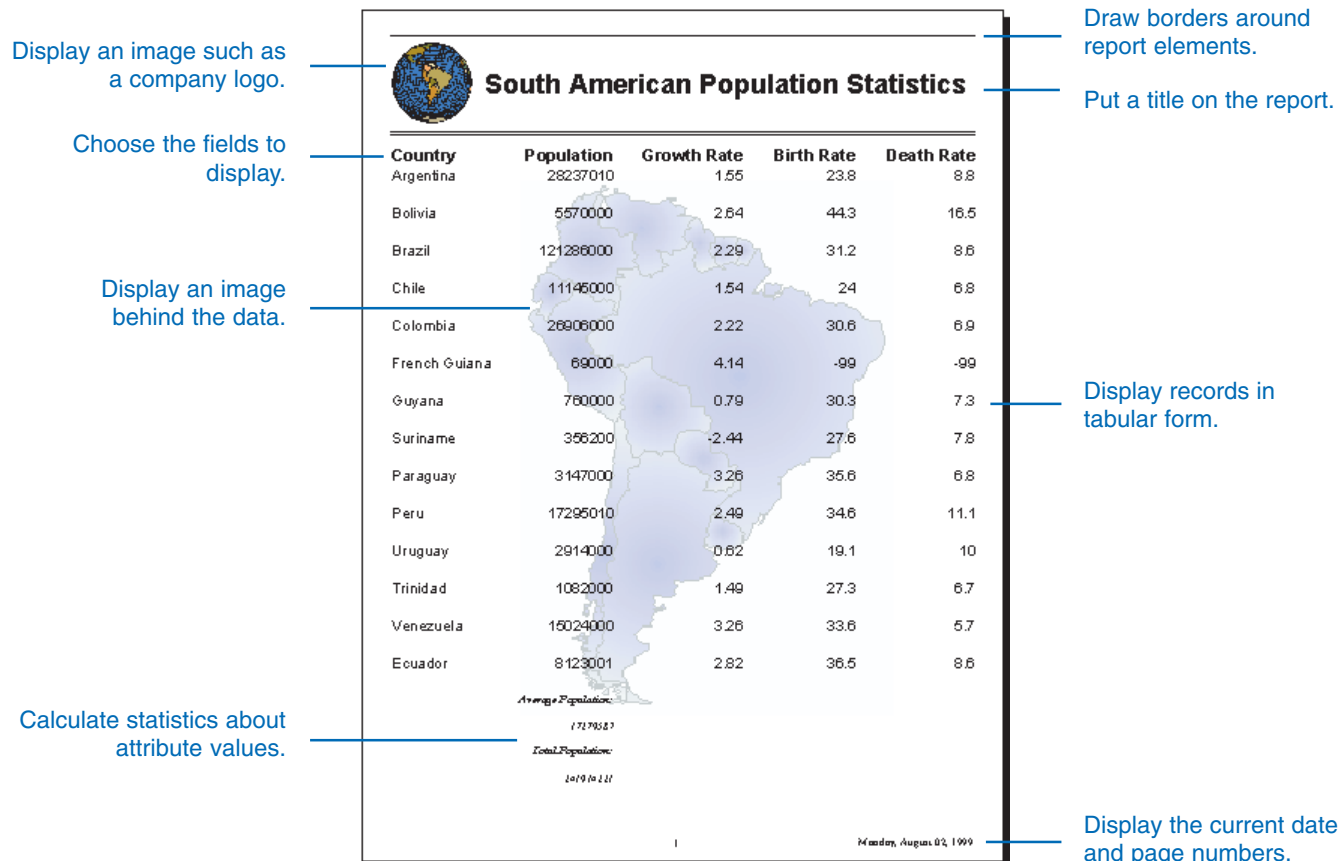 Display an image such as
a company logo.
Choose the fields to
display.
Display an image
behind the data.
Calculate statistics about
attribute values.
South American Population Statistics
Country Population Growth Rate Birth Rate Death Rate
Argentina 28237010 1.55 23.8 8.8
Bolivia 5570000 2.64 44.3 16.5
Brazil 121286000 2.29 31.2 8.6
Chile 11145000 1.54 24 6.8
Colombia 26906000 2.22 30.6 6.9
French Guiana 69000 4.14 -99 -99
Guyana 760000 0.79 30.3 7.3
Suriname 356200 -2.44 27.6 7.8
Paraguay 3147000 3.26 35.6 6.8
Peru 17295010 2.49 34.6 11.1
Uruguay 2914000 0.62 19.1 10
Trinidad 1082000 1.49 27.3 6.7
Venezuela 15024000 3.26 33.6 5.7
Ecuador 8123001 2.82 36.5 8.6
Average Population:
Total Population:
1 Monday, August 02, 1999
Draw borders around
report elements.
Put a title on the report.
Display records in
tabular form.
Display the current date
and page numbers.